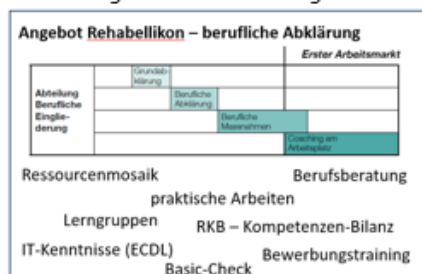 Angebot Rehabellikon – berufliche Abklärung
Erster Arbeitsmarkt
Grundab-
klärung
Abteilung
Berufliche
Einglie-
derung
Berufliche
Abklärung
Berufliche
Massnahmen
Coaching am
Arbeitsplatz
Ressourcenmosaik
Berufsberatung
praktische Arbeiten
Lerngruppen
RKB – Kompetenzen-Bilanz
IT-Kenntnisse (ECDL)
Bewerbungstraining
Basic-Check